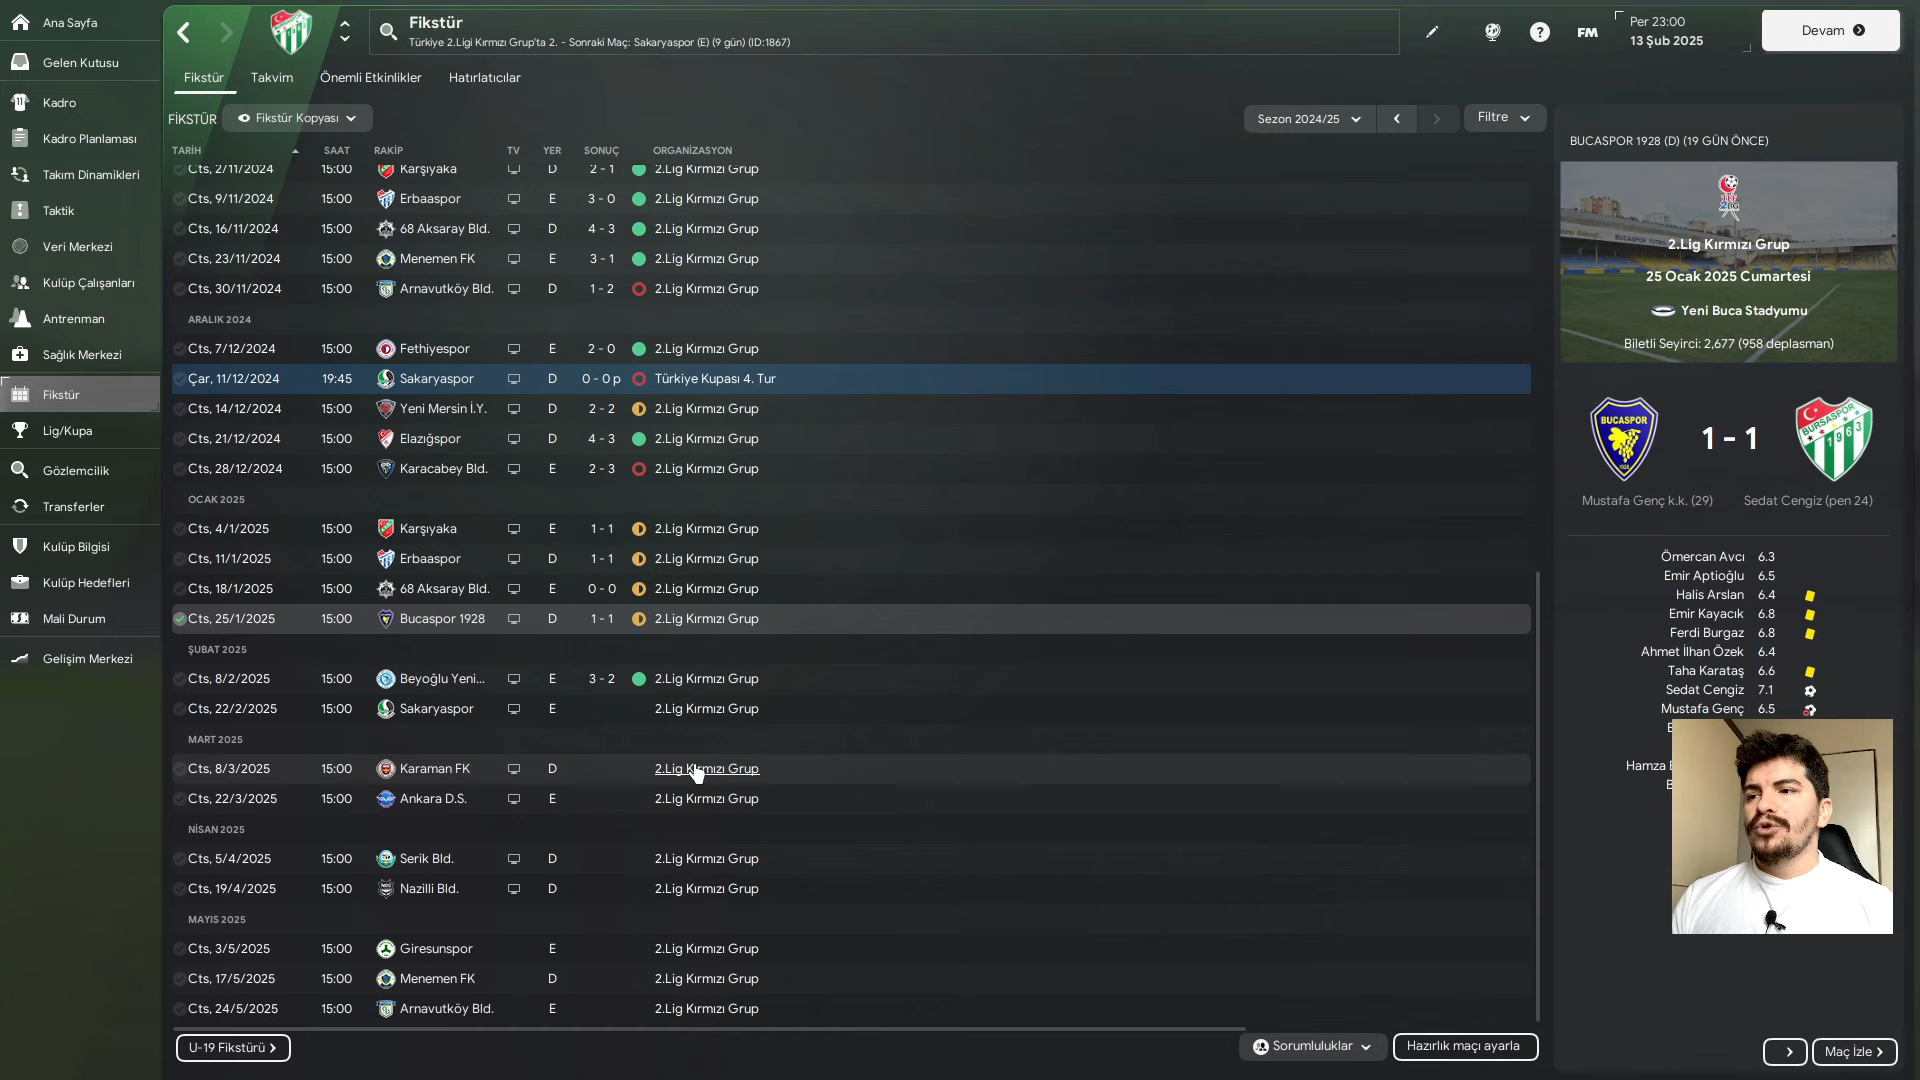 Ana Sayfa
Gelen Kutusu
Kadro
Kadro Planlaması
Takım Dinamikleri
Taktik
Veri Merkezi
Kulüp Çalışanları
Antrenman
Sağlık Merkezi
Fikstür
Lig/Kupa
Gözlemcilik
Transferler
Kulüp Bilgisi
Kulüp Hedefleri
Mali Durum
Gelişim Merkezi
Fikstür
Türkiye 2.Ligi Kırmızı Grup'ta 2. - Sonraki Maç: Sakaryaspor (E) (9 gün) (ID:1867)
FM
Per 23:00
13 Şub 2025
Devam
Fikstür Takvim Önemli Etkinlikler Hatırlatıcılar
FİKSTÜR Fikstür Kopyası Sezon 2024/25 Filtre
TARİH SAAT RAKİP TV YER SONUÇ ORGANİZASYON
Cts, 2/11/2024 15:00 Karşıyaka D 2 - 1 2.Lig Kırmızı Grup
Cts, 9/11/2024 15:00 Erbaaspor E 3 - 0 2.Lig Kırmızı Grup
Cts, 16/11/2024 15:00 68 Aksaray Bld. D 4 - 3 2.Lig Kırmızı Grup
Cts, 23/11/2024 15:00 Menemen FK E 3 - 1 2.Lig Kırmızı Grup
Cts, 30/11/2024 15:00 Arnavutköy Bld. D 1 - 2 2.Lig Kırmızı Grup
ARALIK 2024
Cts, 7/12/2024 15:00 Fethiyespor E 2 - 0 2.Lig Kırmızı Grup
Çar, 11/12/2024 19:45 Sakaryaspor D 0 - 0 p Türkiye Kupası 4. Tur
Cts, 14/12/2024 15:00 Yeni Mersin İ.Y. D 2 - 2 2.Lig Kırmızı Grup
Cts, 21/12/2024 15:00 Elazığspor D 4 - 3 2.Lig Kırmızı Grup
Cts, 28/12/2024 15:00 Karacabey Bld. E 2 - 3 2.Lig Kırmızı Grup
OCAK 2025
Cts, 4/1/2025 15:00 Karşıyaka E 1 - 1 2.Lig Kırmızı Grup
Cts, 11/1/2025 15:00 Erbaaspor D 1 - 1 2.Lig Kırmızı Grup
Cts, 18/1/2025 15:00 68 Aksaray Bld. E 0 - 0 2.Lig Kırmızı Grup
Cts, 25/1/2025 15:00 Bucaspor 1928 D 1 - 1 2.Lig Kırmızı Grup
ŞUBAT 2025
Cts, 8/2/2025 15:00 Beyoğlu Yeni... E 3 - 2 2.Lig Kırmızı Grup
Cts, 22/2/2025 15:00 Sakaryaspor E 2.Lig Kırmızı Grup
MART 2025
Cts, 8/3/2025 15:00 Karaman FK D 2.Lig Kırmızı Grup
Cts, 22/3/2025 15:00 Ankara D.S. E 2.Lig Kırmızı Grup
NİSAN 2025
Cts, 5/4/2025 15:00 Serik Bld. D 2.Lig Kırmızı Grup
Cts, 19/4/2025 15:00 Nazilli Bld. D 2.Lig Kırmızı Grup
MAYIS 2025
Cts, 3/5/2025 15:00 Giresunspor E 2.Lig Kırmızı Grup
Cts, 17/5/2025 15:00 Menemen FK D 2.Lig Kırmızı Grup
Cts, 24/5/2025 15:00 Arnavutköy Bld. E 2.Lig Kırmızı Grup
U-19 Fikstürü
Sorumluluklar
Hazırlık maçı ayarla
BUCASPOR 1928 (D) (19 GÜN ÖNCE)
2.Lig Kırmızı Grup
25 Ocak 2025 Cumartesi
Yeni Buca Stadyumu
Biletli Seyirci: 2,677 (958 deplasman)
BUCASPOR
1928
1 - 1
BURSASPOR
1963
Mustafa Genç k.k. (29) Sedat Cengiz (pen 24)
Ömercan Avcı 6.3
Emir Aptioğlu 6.5
Halis Arslan 6.4
Emir Kayacık 6.8
Ferdi Burgaz 6.8
Ahmet İlhan Özek 6.4
Taha Karataş 6.6
Sedat Cengiz 7.1
Mustafa Genç 6.5
Hamza
Maç İzle